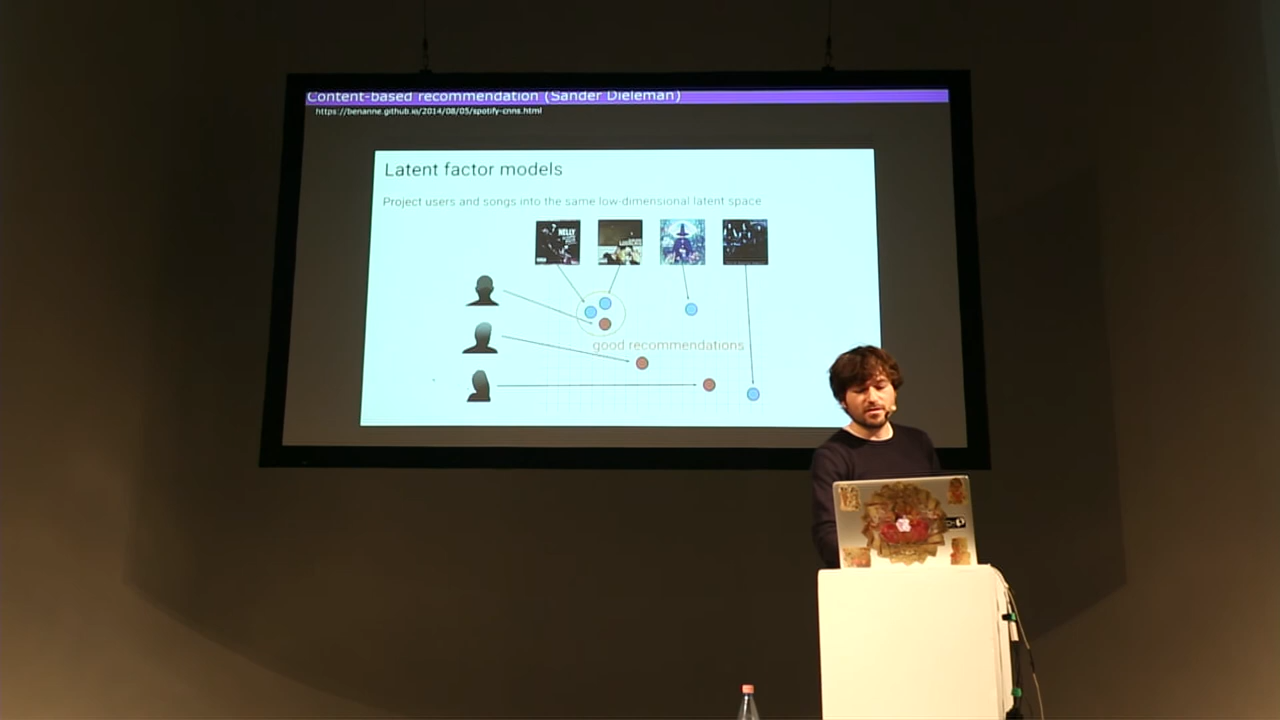 Content-based recommendation (Sander Dieleman)
https://benanne.github.io/2014/08/05/spotify-cnns.html
Latent factor models
Project users and songs into the same low-dimensional latent space
NELLY
good recommendations